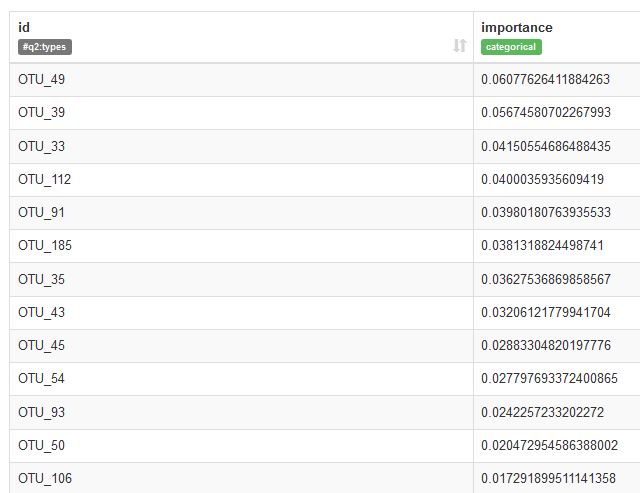 id importance
#q2:types categorical
OTU_49 0.06077626411884263
OTU_39 0.05674580702267993
OTU_33 0.04150554686488435
OTU_112 0.0400035935609419
OTU_91 0.03980180763935533
OTU_185 0.0381318824498741
OTU_35 0.03627536869858567
OTU_43 0.03206121779941704
OTU_45 0.02883304820197776
OTU_54 0.027797693372400865
OTU_93 0.0242257233202272
OTU_50 0.020472954586388002
OTU_106 0.017291899511141358